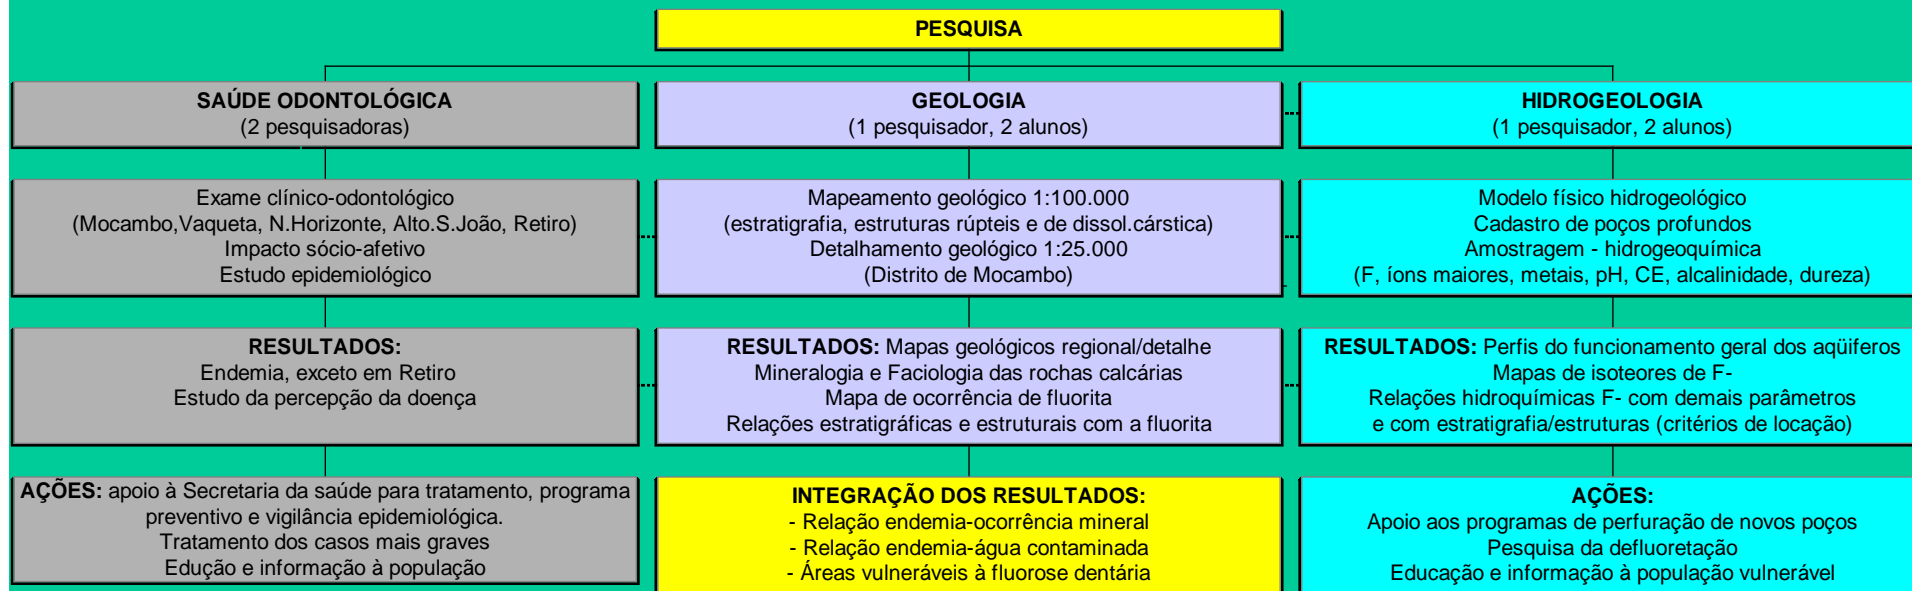 PESQUISA
SAÚDE ODONTOLÓGICA
(2 pesquisadoras)
GEOLOGIA
(1 pesquisador, 2 alunos)
HIDROGEOLOGIA
(1 pesquisador, 2 alunos)
Exame clínico-odontológico
(Mocambo,Vaqueta, N.Horizonte, Alto.S.João, Retiro)
Impacto sócio-afetivo
Estudo epidemiológico
Mapeamento geológico 1:100.000
(estratigrafia, estruturas rúpteis e de dissol.cárstica)
Detalhamento geológico 1:25.000
(Distrito de Mocambo)
Modelo físico hidrogeológico
Cadastro de poços profundos
Amostragem - hidrogeoquímica
(F, íons maiores, metais, pH, CE, alcalinidade, dureza)
RESULTADOS:
Endemia, exceto em Retiro
Estudo da percepção da doença
RESULTADOS: Mapas geológicos regional/detalhe
Mineralogia e Faciologia das rochas calcárias
Mapa de ocorrência de fluorita
Relações estratigráficas e estruturais com a fluorita
RESULTADOS: Perfis do funcionamento geral dos aqüiferos
Mapas de isoteores de F-
Relações hidroquímicas F- com demais parâmetros
e com estratigrafia/estruturas (critérios de locação)
AÇÕES: apoio à Secretaria da saúde para tratamento, programa
preventivo e vigilância epidemiológica.
Tratamento dos casos mais graves
Edução e informação à população
INTEGRAÇÃO DOS RESULTADOS:
- Relação endemia-ocorrência mineral
- Relação endemia-água contaminada
- Áreas vulneráveis à fluorose dentária
AÇÕES:
Apoio aos programas de perfuração de novos poços
Pesquisa da defluoretação
Educação e informação à população vulnerável